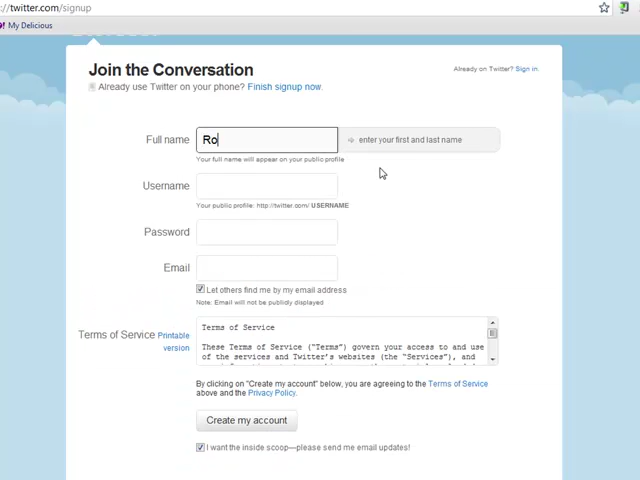 ://twitter.com/signup
My Delicious
Join the Conversation
Already on Twitter? Sign in.
Already use Twitter on your phone? Finish signup now.
Full name
Ro
enter your first and last name
Your full name will appear on your public profile
Username
Your public profile: http://twitter.com/ USERNAME
Password
Email
Let others find me by my email address
Note: Email will not be publicly displayed
Terms of Service Printable version
Terms of Service
These Terms of Service ("Terms") govern your access to and use
of the services and Twitter's websites (the "Services"), and
By clicking on "Create my account" below, you are agreeing to the Terms of Service
above and the Privacy Policy.
Create my account
I want the inside scoop—please send me email updates!